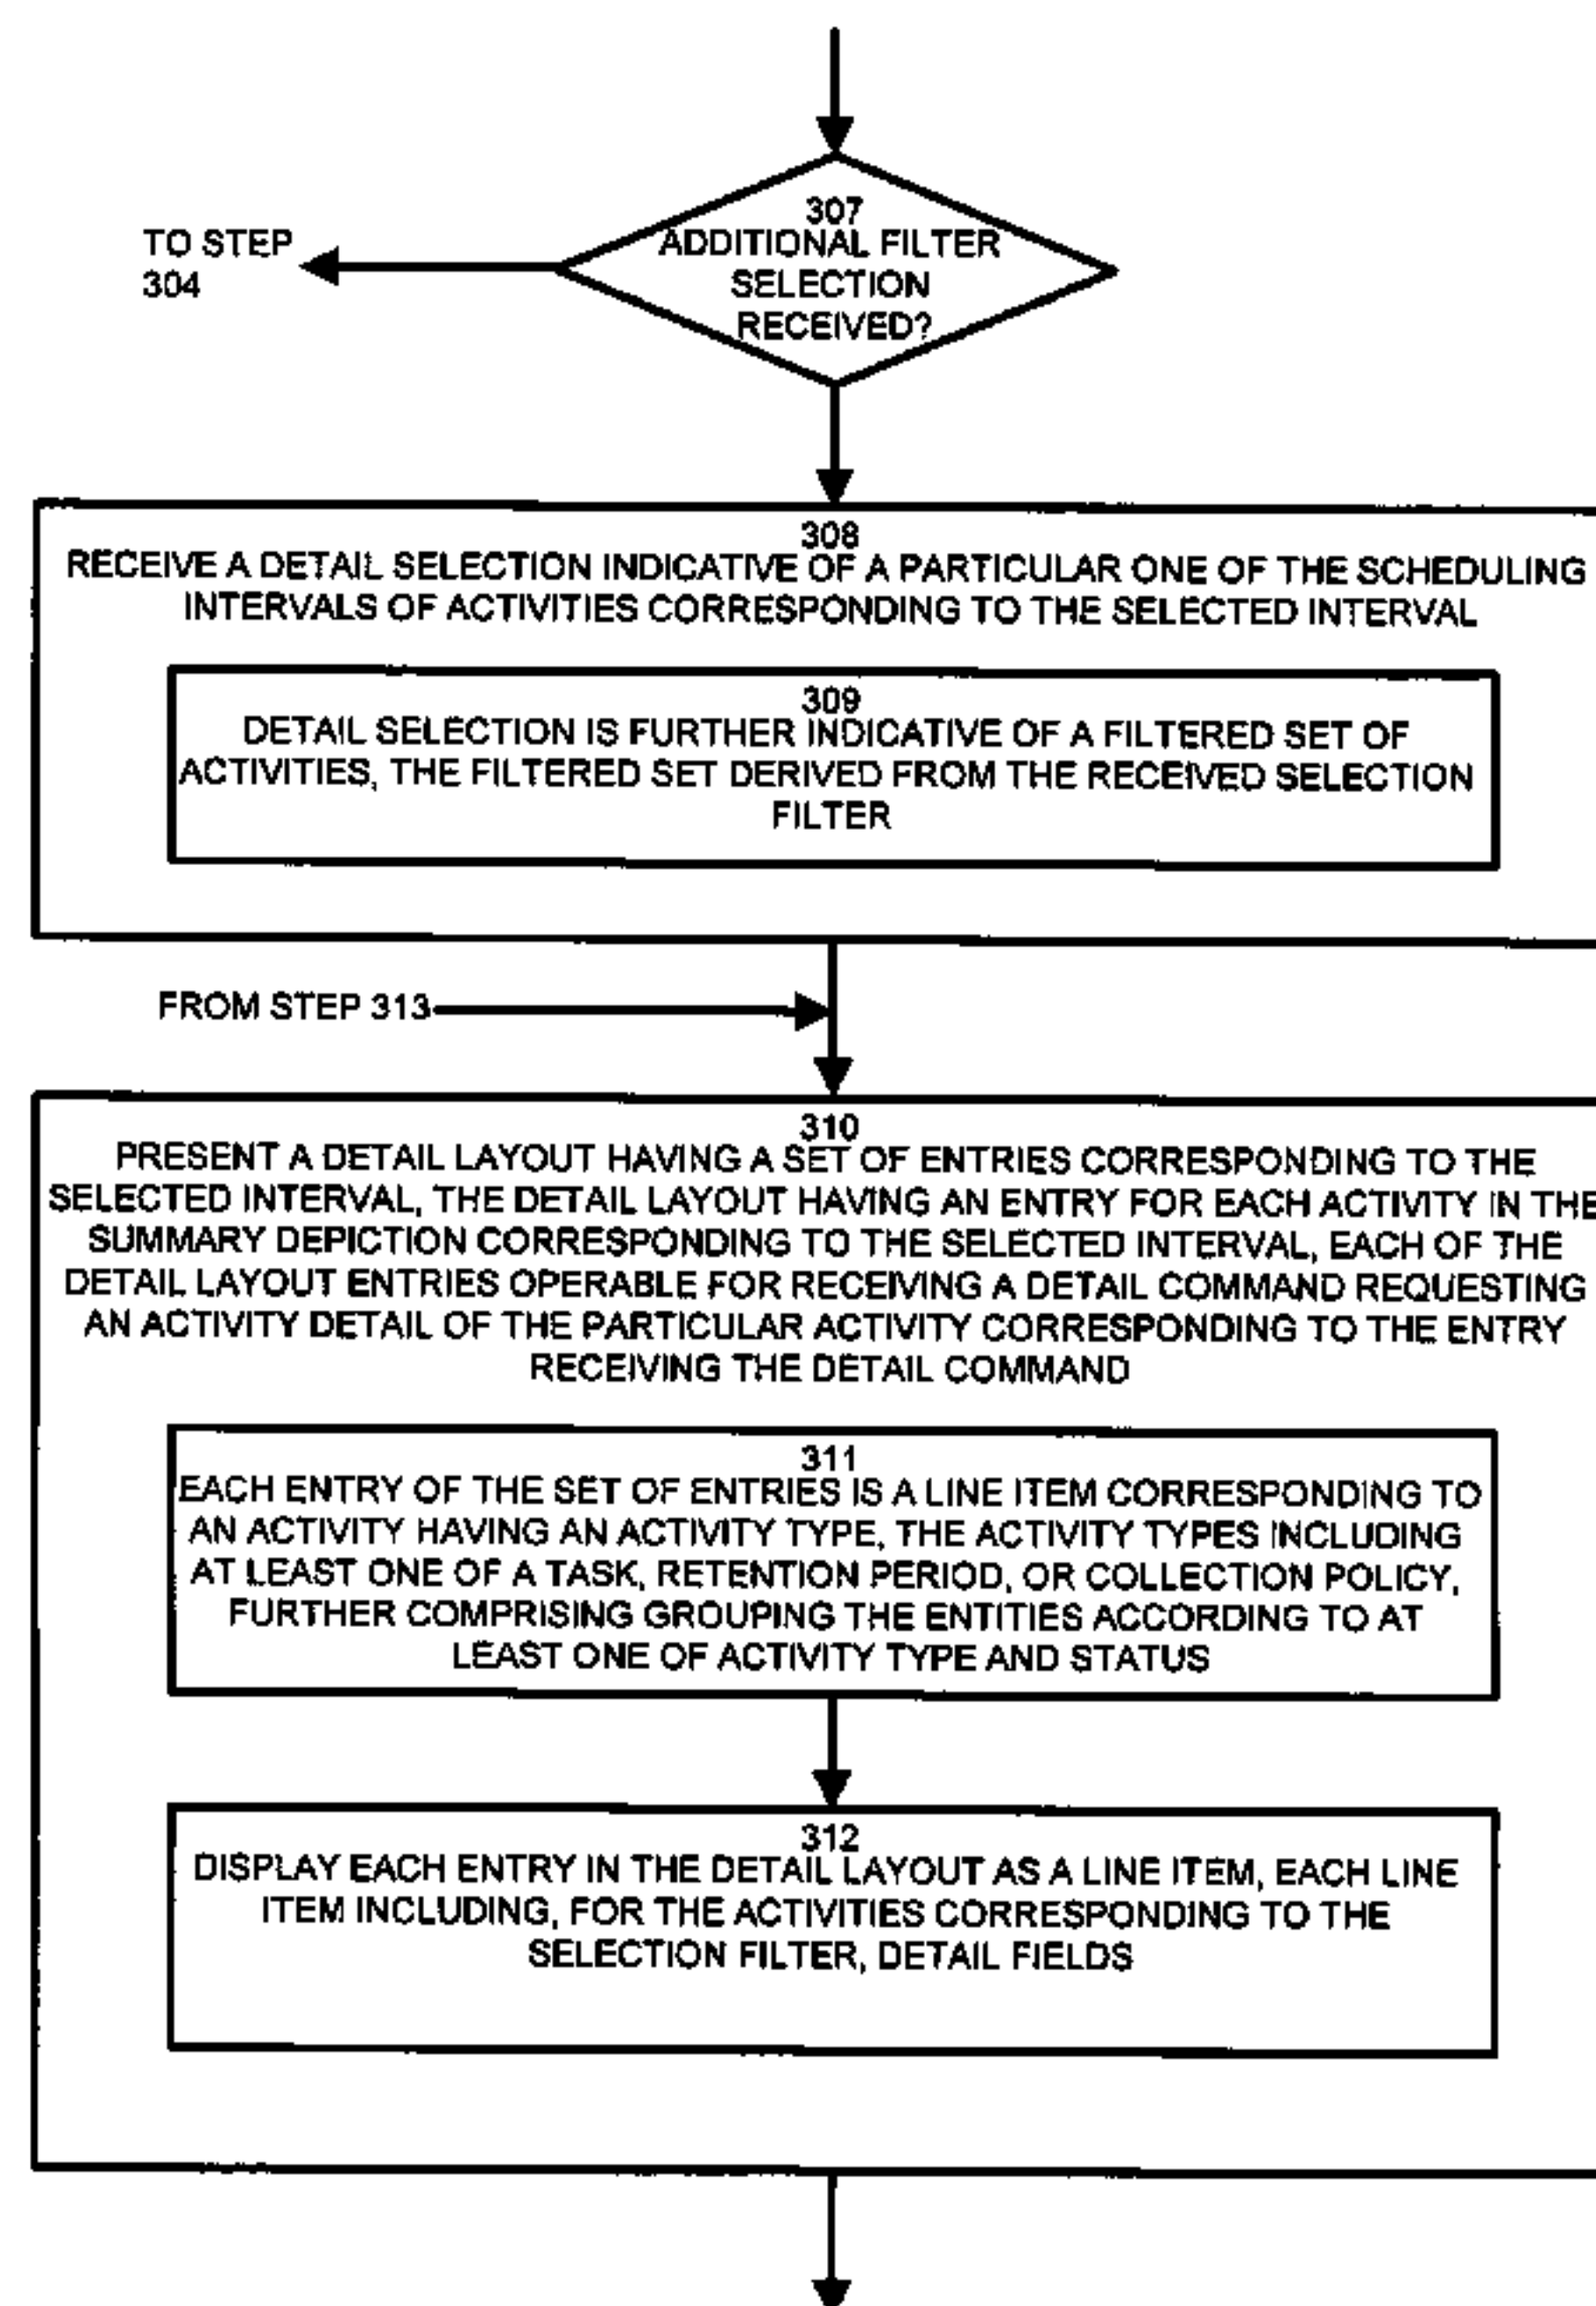 307
ADDITIONAL FILTER
SELECTION
RECEIVED?
TO STEP
304
308
RECEIVE A DETAIL SELECTION INDICATIVE OF A PARTICULAR ONE OF THE SCHEDULING
INTERVALS OF ACTIVITIES CORRESPONDING TO THE SELECTED INTERVAL
309
DETAIL SELECTION IS FURTHER INDICATIVE OF A FILTERED SET OF
ACTIVITIES, THE FILTERED SET DERIVED FROM THE RECEIVED SELECTION
FILTER
FROM STEP 313
310
PRESENT A DETAIL LAYOUT HAVING A SET OF ENTRIES CORRESPONDING TO THE
SELECTED INTERVAL, THE DETAIL LAYOUT HAVING AN ENTRY FOR EACH ACTIVITY IN THE
SUMMARY DEPICTION CORRESPONDING TO THE SELECTED INTERVAL, EACH OF THE
DETAIL LAYOUT ENTRIES OPERABLE FOR RECEIVING A DETAIL COMMAND REQUESTING
AN ACTIVITY DETAIL OF THE PARTICULAR ACTIVITY CORRESPONDING TO THE ENTRY
RECEIVING THE DETAIL COMMAND
311
EACH ENTRY OF THE SET OF ENTRIES IS A LINE ITEM CORRESPONDING TO
AN ACTIVITY HAVING AN ACTIVITY TYPE, THE ACTIVITY TYPES INCLUDING
AT LEAST ONE OF A TASK, RETENTION PERIOD, OR COLLECTION POLICY,
FURTHER COMPRISING GROUPING THE ENTITIES ACCORDING TO AT
LEAST ONE OF ACTIVITY TYPE AND STATUS
312
DISPLAY EACH ENTRY IN THE DETAIL LAYOUT AS A LINE ITEM, EACH LINE
ITEM INCLUDING, FOR THE ACTIVITIES CORRESPONDING TO THE
SELECTION FILTER, DETAIL FIELDS